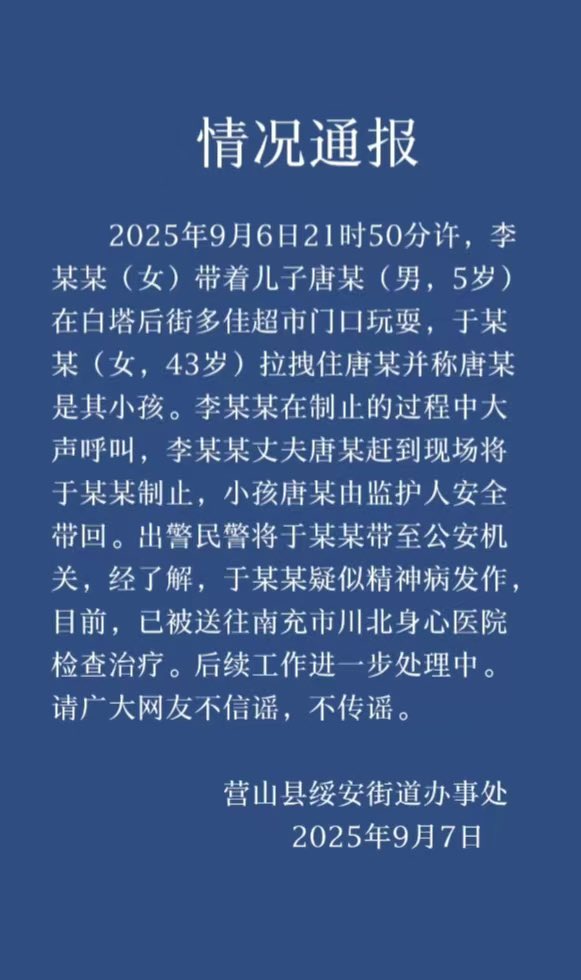 情况通报
2025年9月6日21时50分许，李
某某（女）带着儿子唐某（男，5岁）
在白塔后街多佳超市门口玩耍，于某
某（女，43岁）拉拽住唐某并称唐某
是其小孩。李某某在制止的过程中大
声呼叫，李某某丈夫唐某赶到现场将
于某某制止，小孩唐某由监护人安全
带回。出警民警将于某某带至公安机
关，经了解，于某某疑似精神病发作，
目前，已被送往南充市川北身心医院
检查治疗。后续工作进一步处理中。
请广大网友不信谣，不传谣。
营山县绥安街道办事处
2025年9月7日